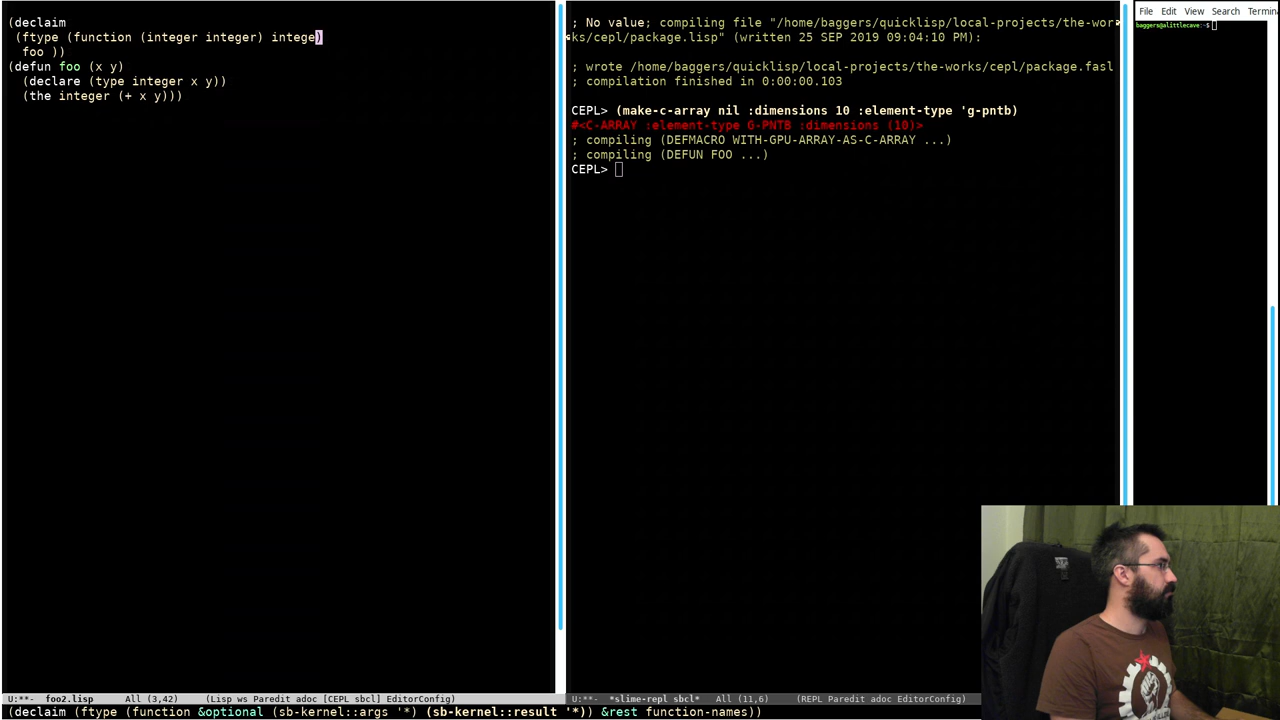 (declaim
(ftype (function (integer integer) intege)
foo ))
(defun foo (x y)
(declare (type integer x y))
(the integer (+ x y)))
U:**- foo2.lisp All (3,42) (Lisp ws Paredit adoc [CEPL sbcl] EditorConfig)
; No value; compiling file "/home/baggers/quicklisp/local-projects/the-wor
ks/cepl/package.lisp" (written 25 SEP 2019 09:04:10 PM):
; wrote /home/baggers/quicklisp/local-projects/the-works/cepl/package.fasl
; compilation finished in 0:00:00.103
CEPL> (make-c-array nil :dimensions 10 :element-type 'g-pntb)
#<C-ARRAY :element-type G-PNTB :dimensions (10)>
; compiling (DEFMACRO WITH-GPU-ARRAY-AS-C-ARRAY ...)
; compiling (DEFUN FOO ...)
CEPL>
U:**- *slime-repl sbcl* All (11,6) (REPL Paredit adoc EditorConfig)
File Edit View Search Termin
baggers@alittlecave:~$
(declaim (ftype (function &optional (sb-kernel::args '*) (sb-kernel::result '*)) &rest function-names))